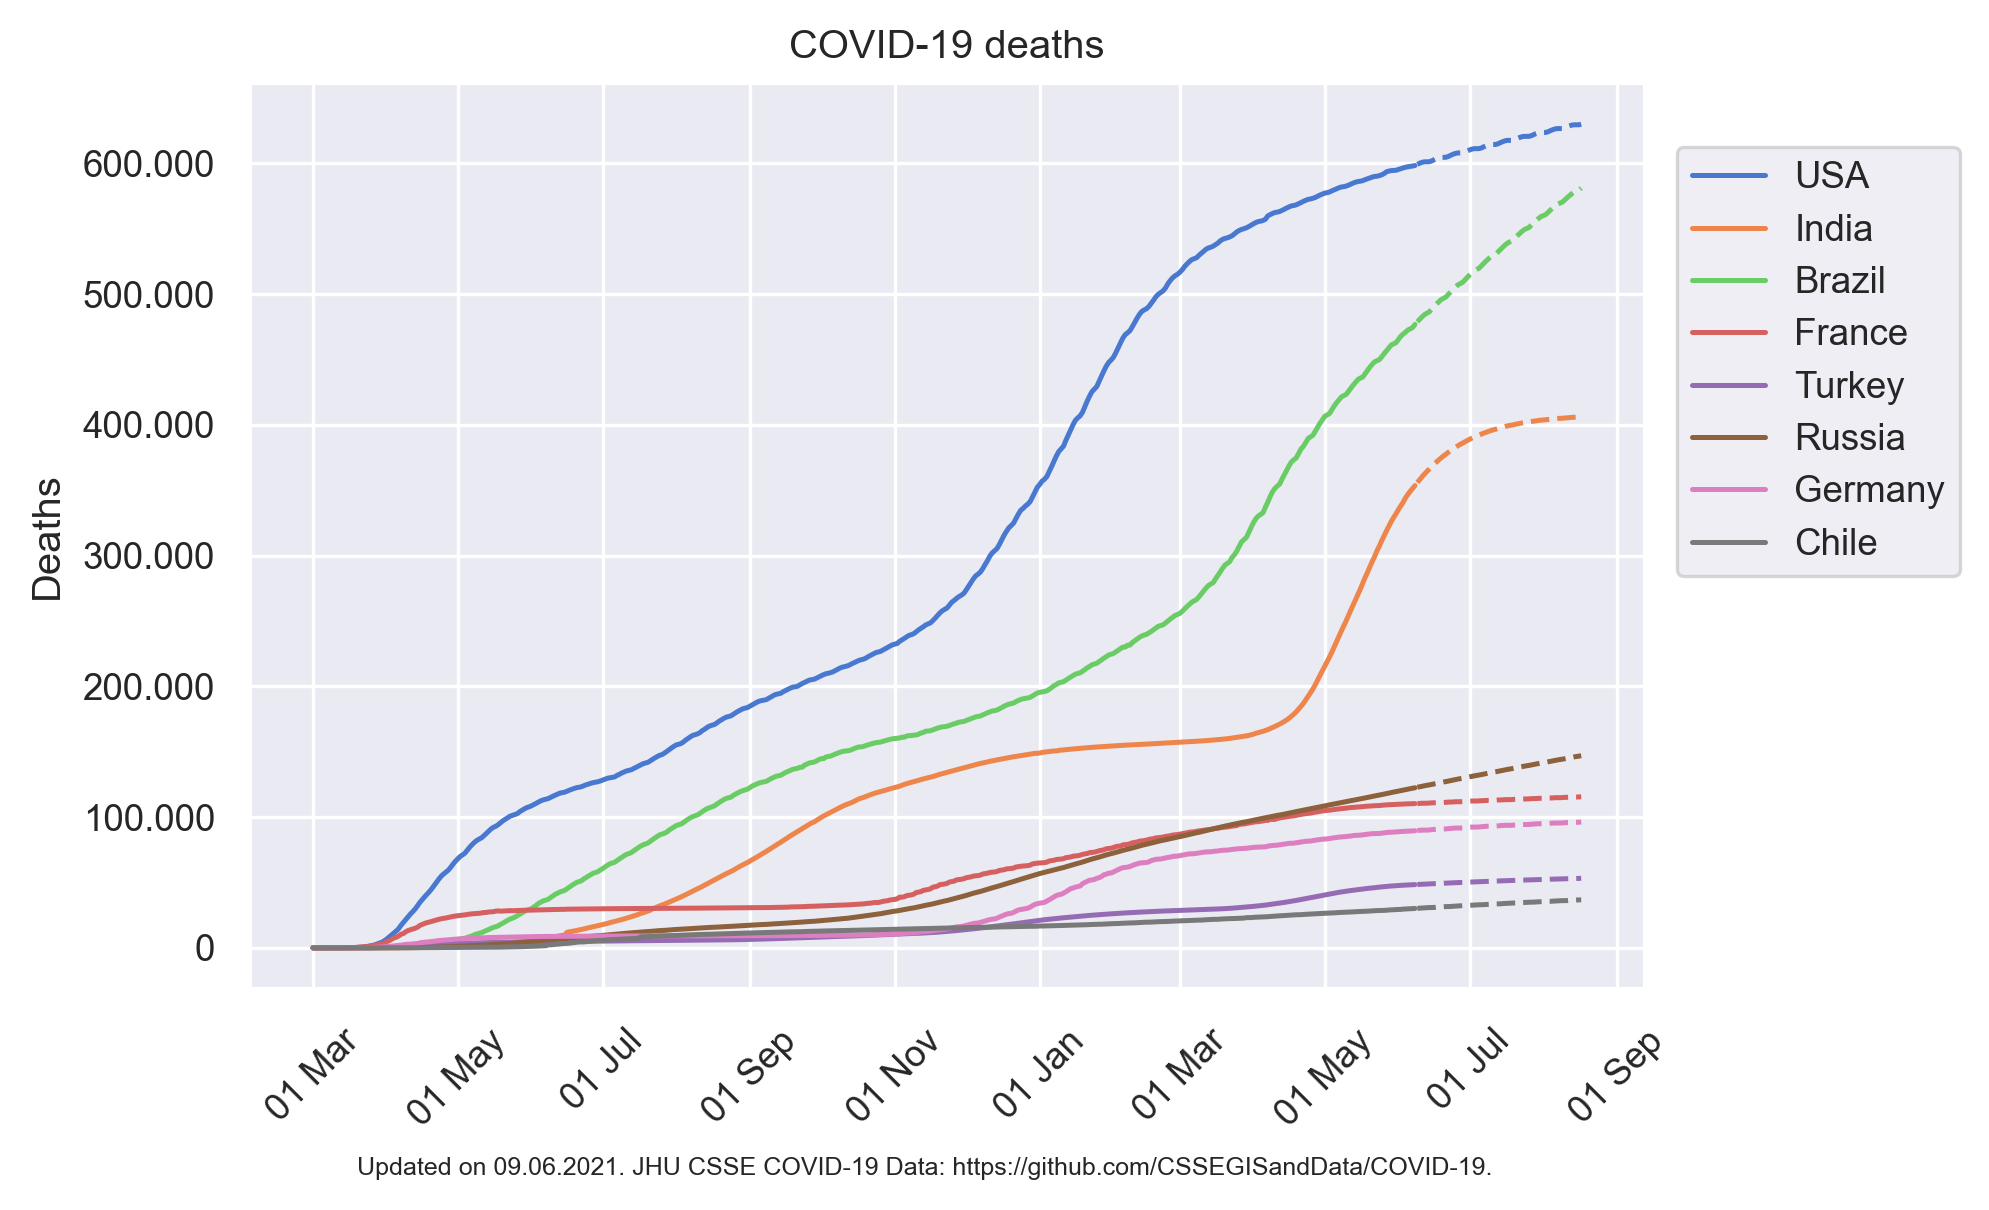 COVID-19 deaths
Deaths
600.000
500.000
400.000
300.000
200.000
100.000
0
01 Mar
01 May
01 Jul
01 Sep
01 Nov
01 Jan
01 Mar
01 May
01 Jul
01 Sep
USA
India
Brazil
France
Turkey
Russia
Germany
Chile
Updated on 09.06.2021. JHU CSSE COVID-19 Data: https://github.com/CSSEGISandData/COVID-19.